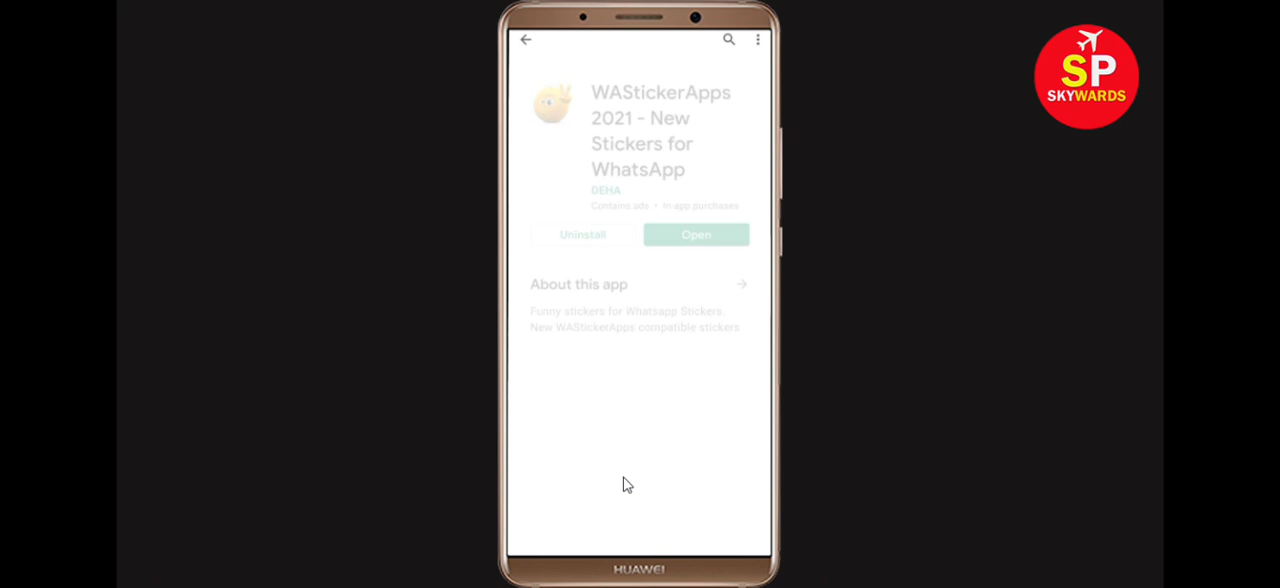 SP
SKYWARDS
WAStickerApps
2021 - New
Stickers for
WhatsApp
DEHA
Contains ads • In-app purchases
Uninstall
Open
About this app
Funny stickers for Whatsapp Stickers.
New WAStickerApps compatible stickers
HUAWEI